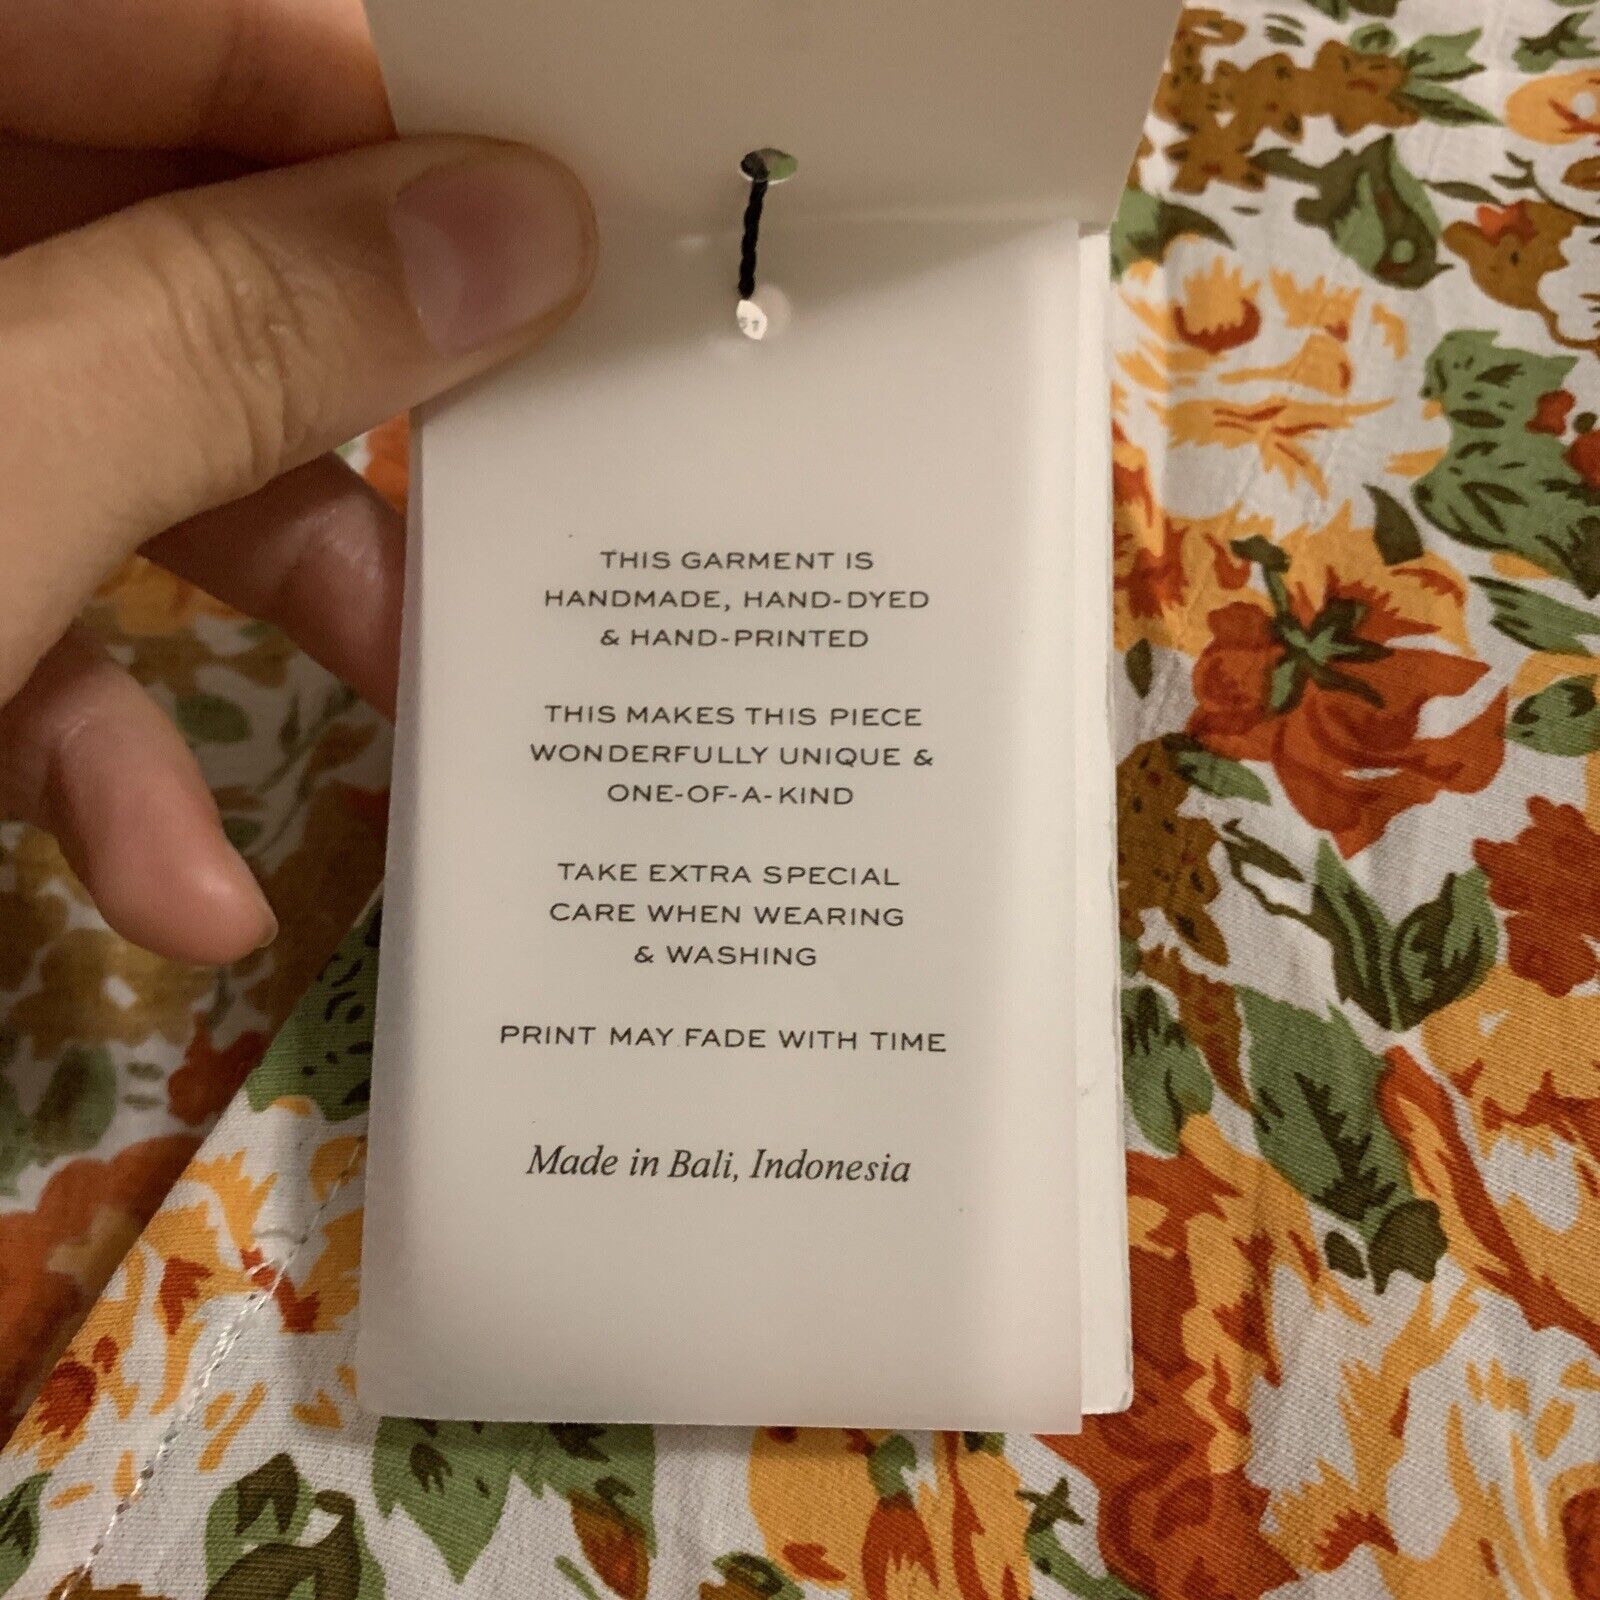 THIS GARMENT IS
HANDMADE, HAND-DYED
& HAND-PRINTED
THIS MAKES THIS PIECE
WONDERFULLY UNIQUE &
ONE-OF-A-KIND
TAKE EXTRA SPECIAL
CARE WHEN WEARING
& WASHING
PRINT MAY FADE WITH TIME
Made in Bali, Indonesia